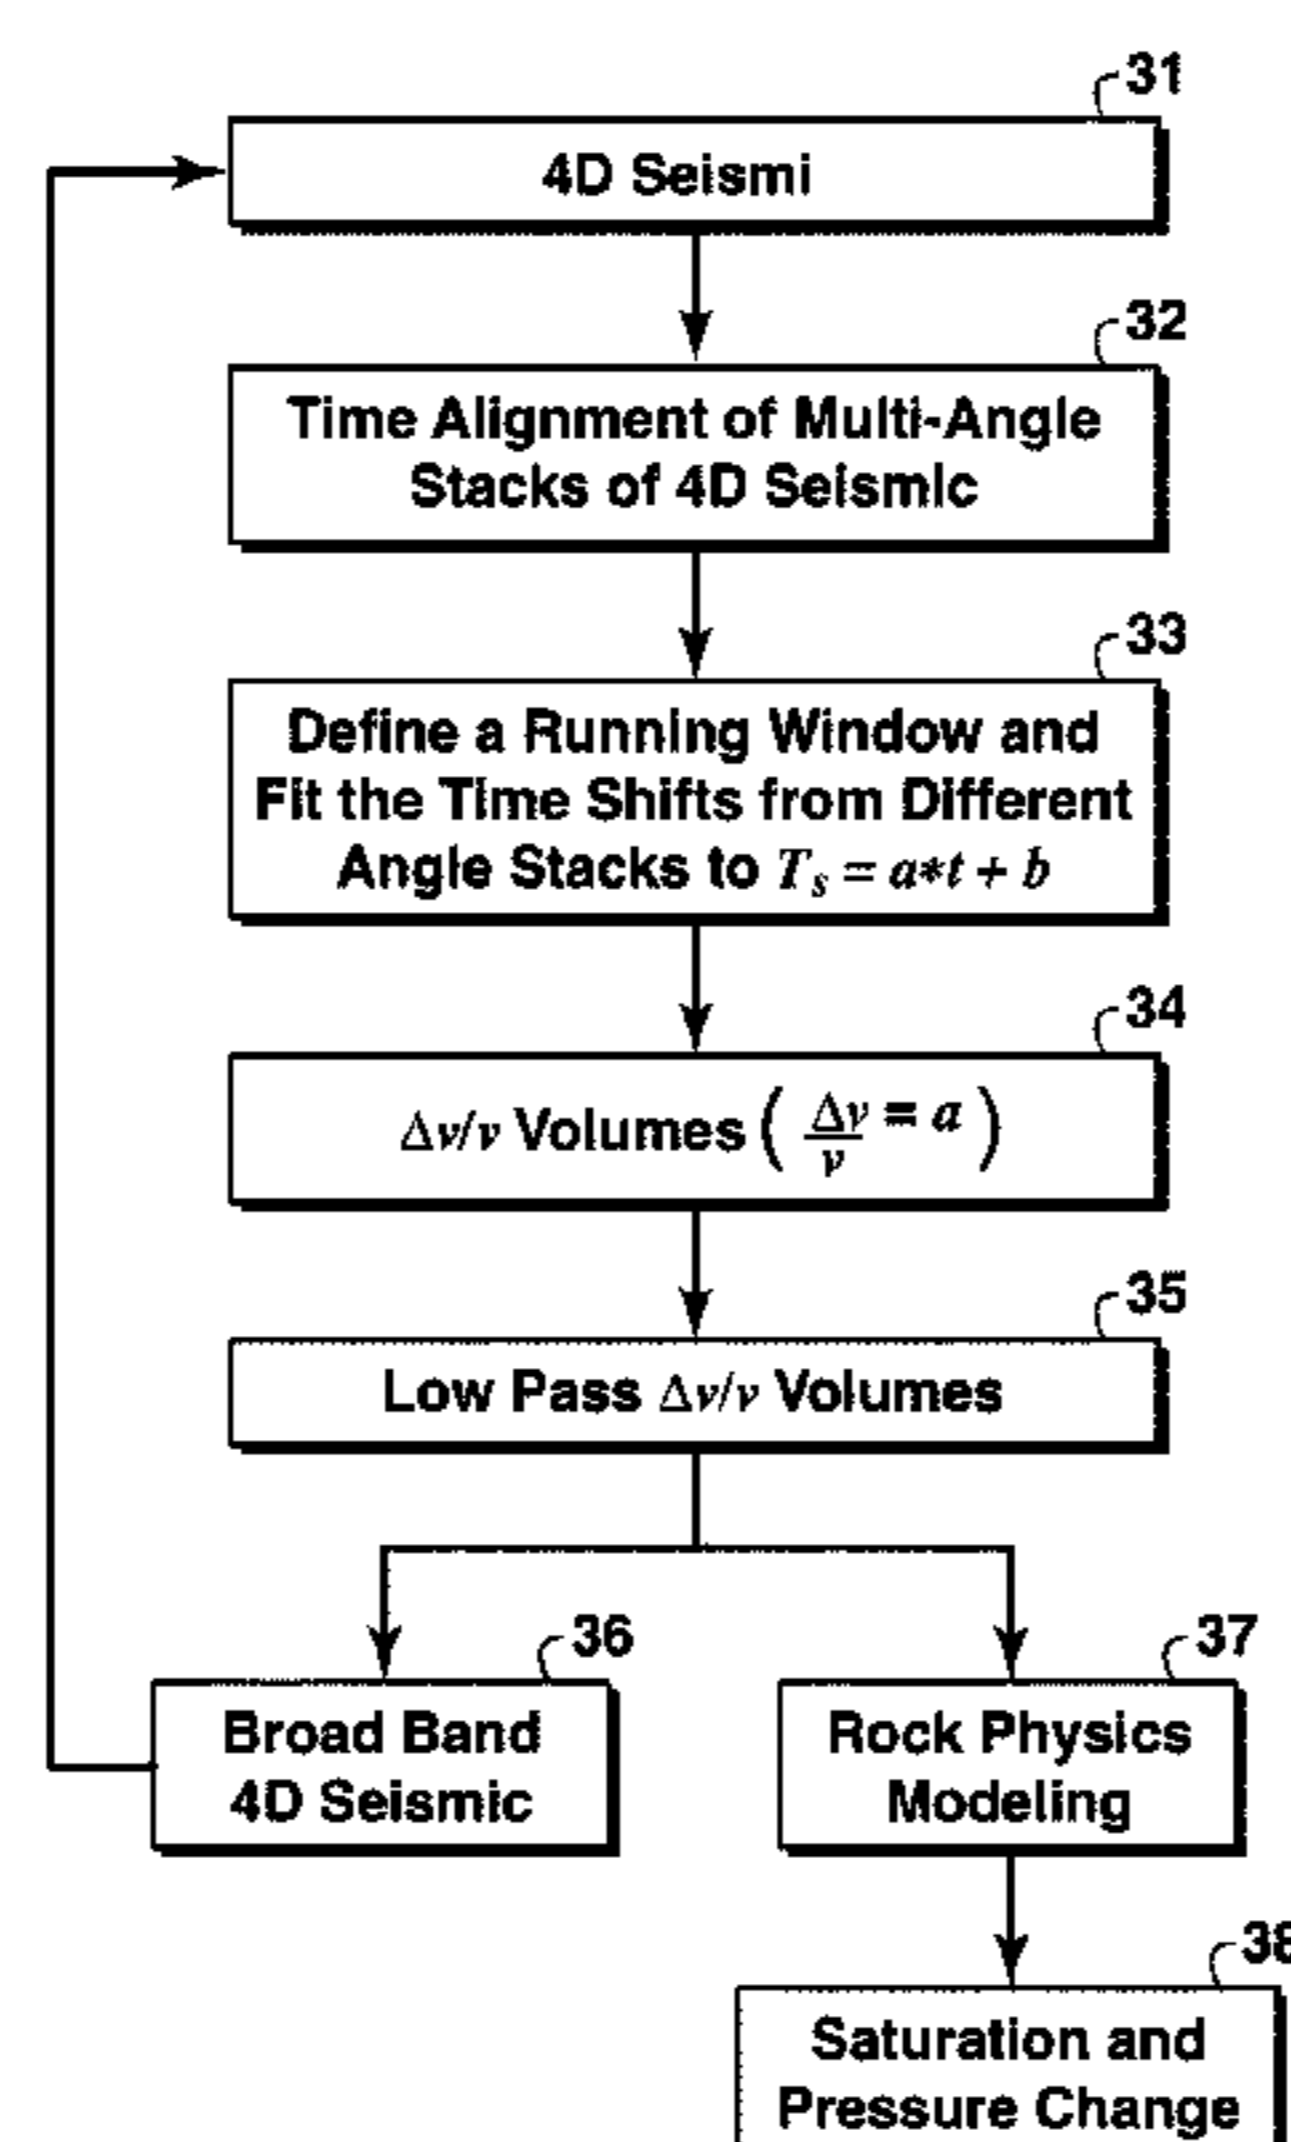 31
4D Seismi
32
Time Alignment of Multi-Angle
Stacks of 4D Seismic
33
Define a Running Window and
Fit the Time Shifts from Different
Angle Stacks to Tₛ = a*t + b
34
Δv/v Volumes ( Δv/v = a )
35
Low Pass Δv/v Volumes
36
37
Broad Band
4D Seismic
Rock Physics
Modeling
38
Saturation and
Pressure Change